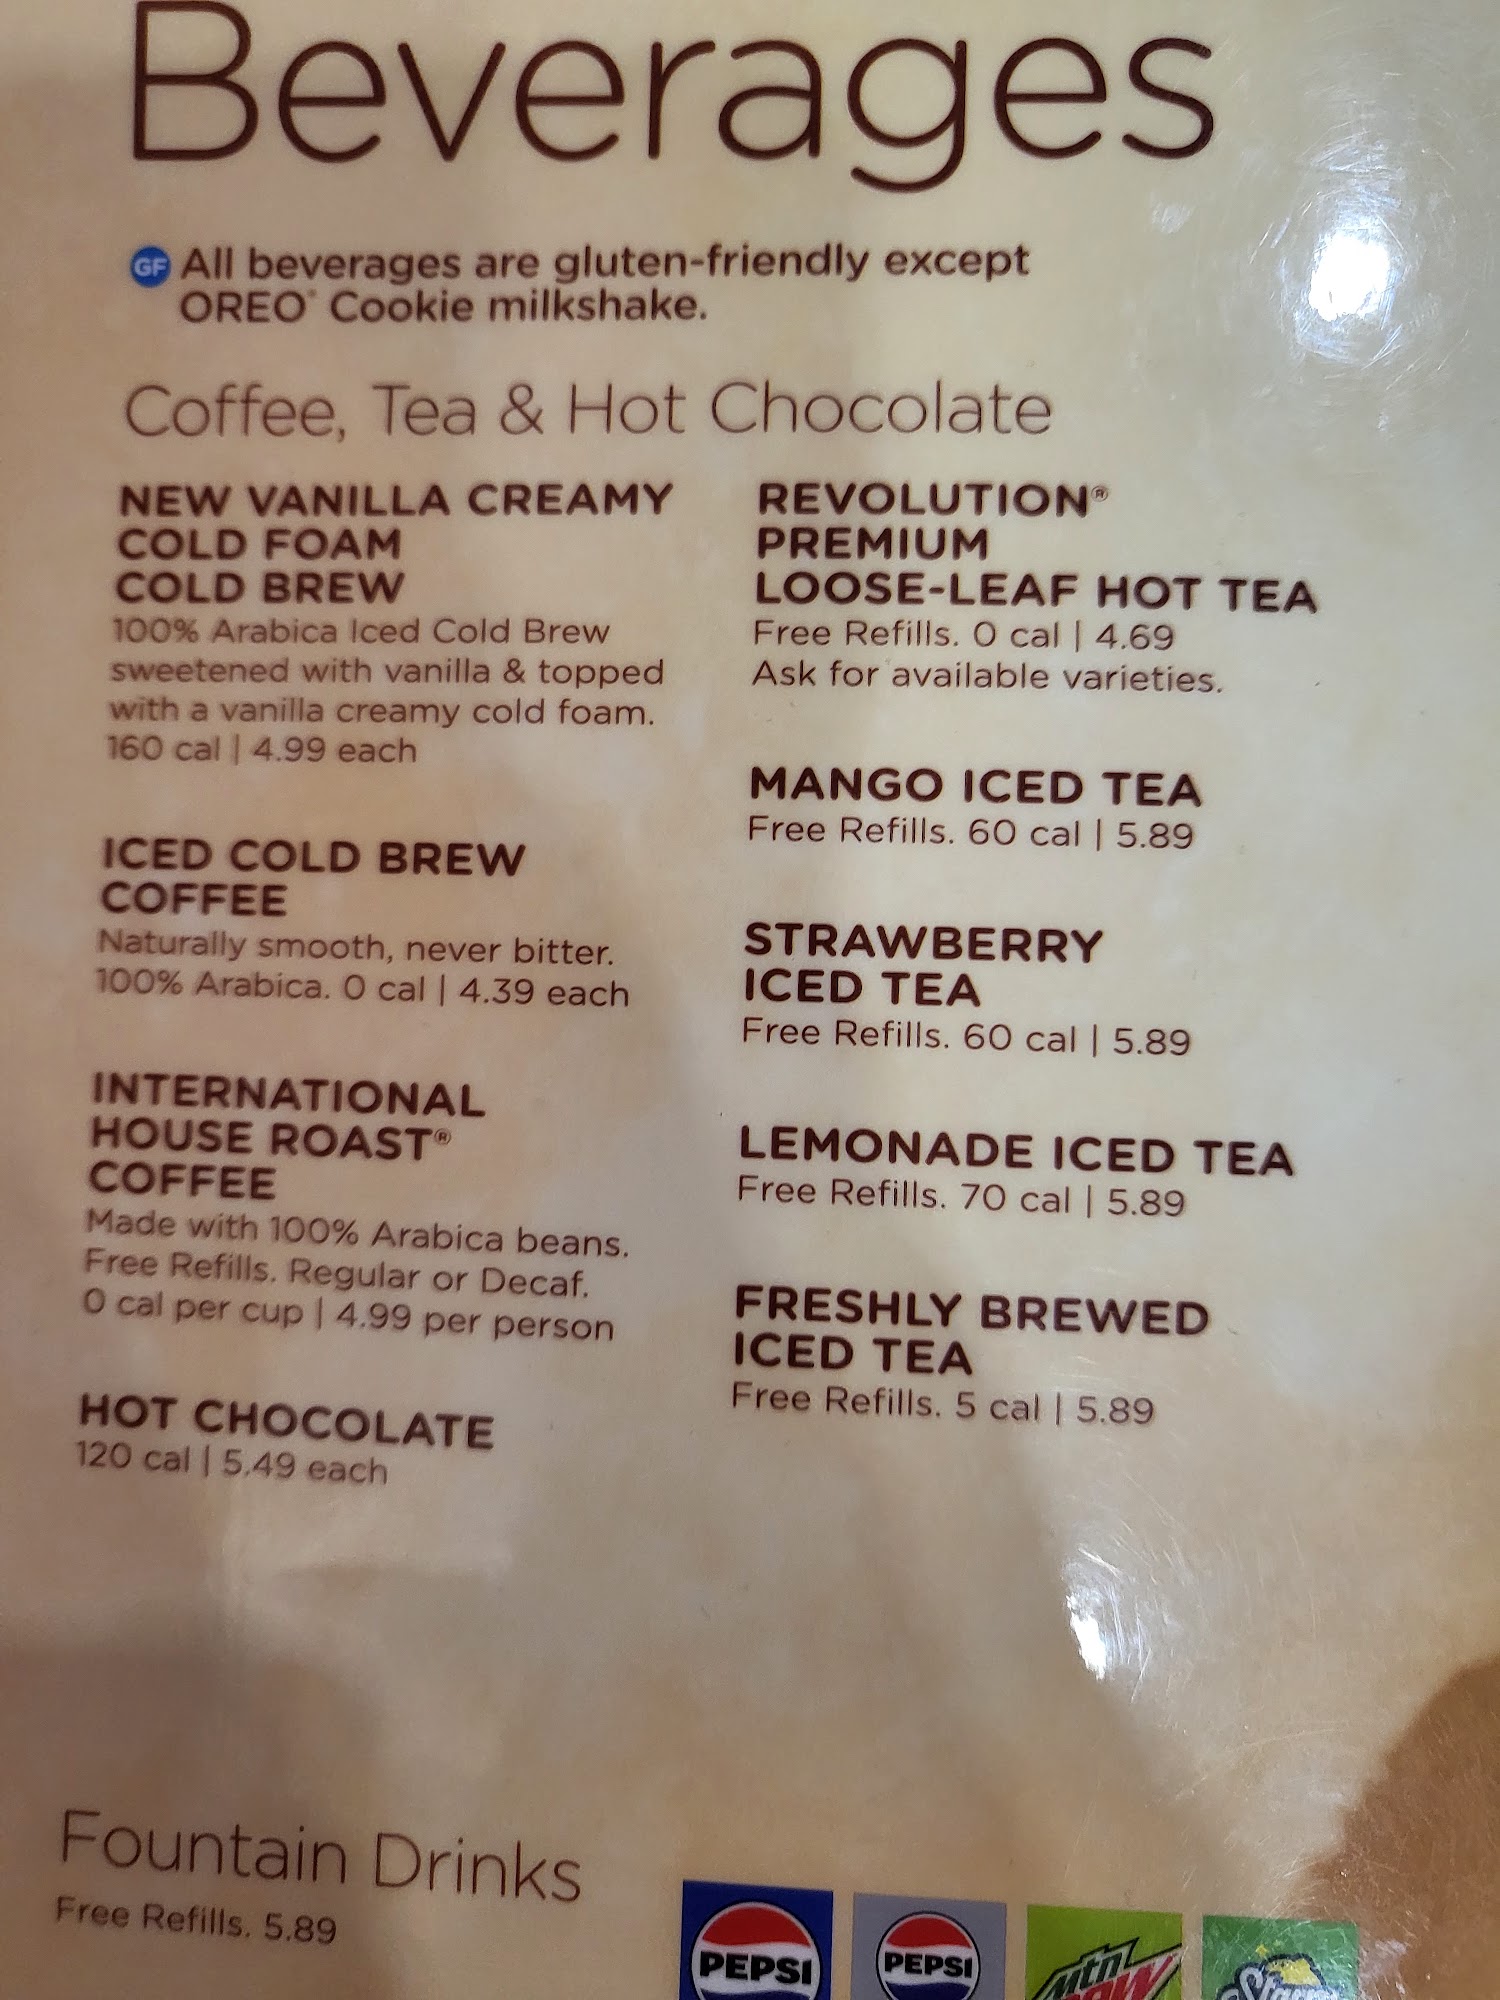 Beverages
GF All beverages are gluten-friendly except
OREO® Cookie milkshake.
Coffee, Tea & Hot Chocolate
NEW VANILLA CREAMY
COLD FOAM
COLD BREW
100% Arabica Iced Cold Brew
sweetened with vanilla & topped
with a vanilla creamy cold foam.
160 cal | 4.99 each
ICED COLD BREW
COFFEE
Naturally smooth, never bitter.
100% Arabica. 0 cal | 4.39 each
INTERNATIONAL
HOUSE ROAST®
COFFEE
Made with 100% Arabica beans.
Free Refills. Regular or Decaf.
0 cal per cup | 4.99 per person
HOT CHOCOLATE
120 cal | 5.49 each
REVOLUTION®
PREMIUM
LOOSE-LEAF HOT TEA
Free Refills. 0 cal | 4.69
Ask for available varieties.
MANGO ICED TEA
Free Refills. 60 cal | 5.89
STRAWBERRY
ICED TEA
Free Refills. 60 cal | 5.89
LEMONADE ICED TEA
Free Refills. 70 cal | 5.89
FRESHLY BREWED
ICED TEA
Free Refills. 5 cal | 5.89
Fountain Drinks
Free Refills. 5.89
PEPSI
PEPSI
mtn
DEW
Starry